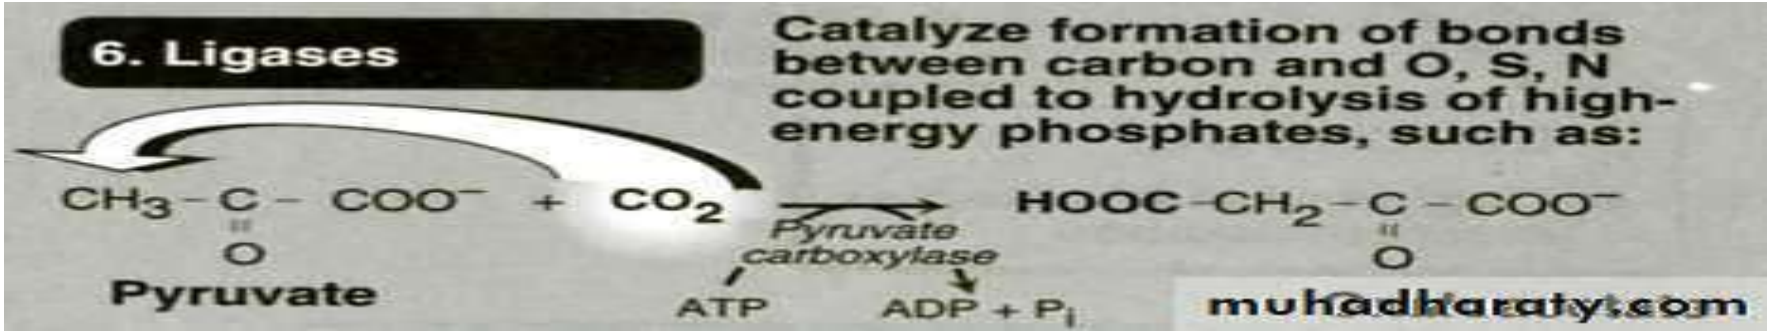 6. Ligases
Catalyze formation of bonds
between carbon and O, S, N
coupled to hydrolysis of high-
energy phosphates, such as:
CH₃ - C - COO⁻ + CO₂ → HOOC - CH₂ - C - COO⁻
=
=
O
O
Pyruvate
carboxylase
Pyruvate
ATP
ADP + Pᵢ
muhadharaty.com